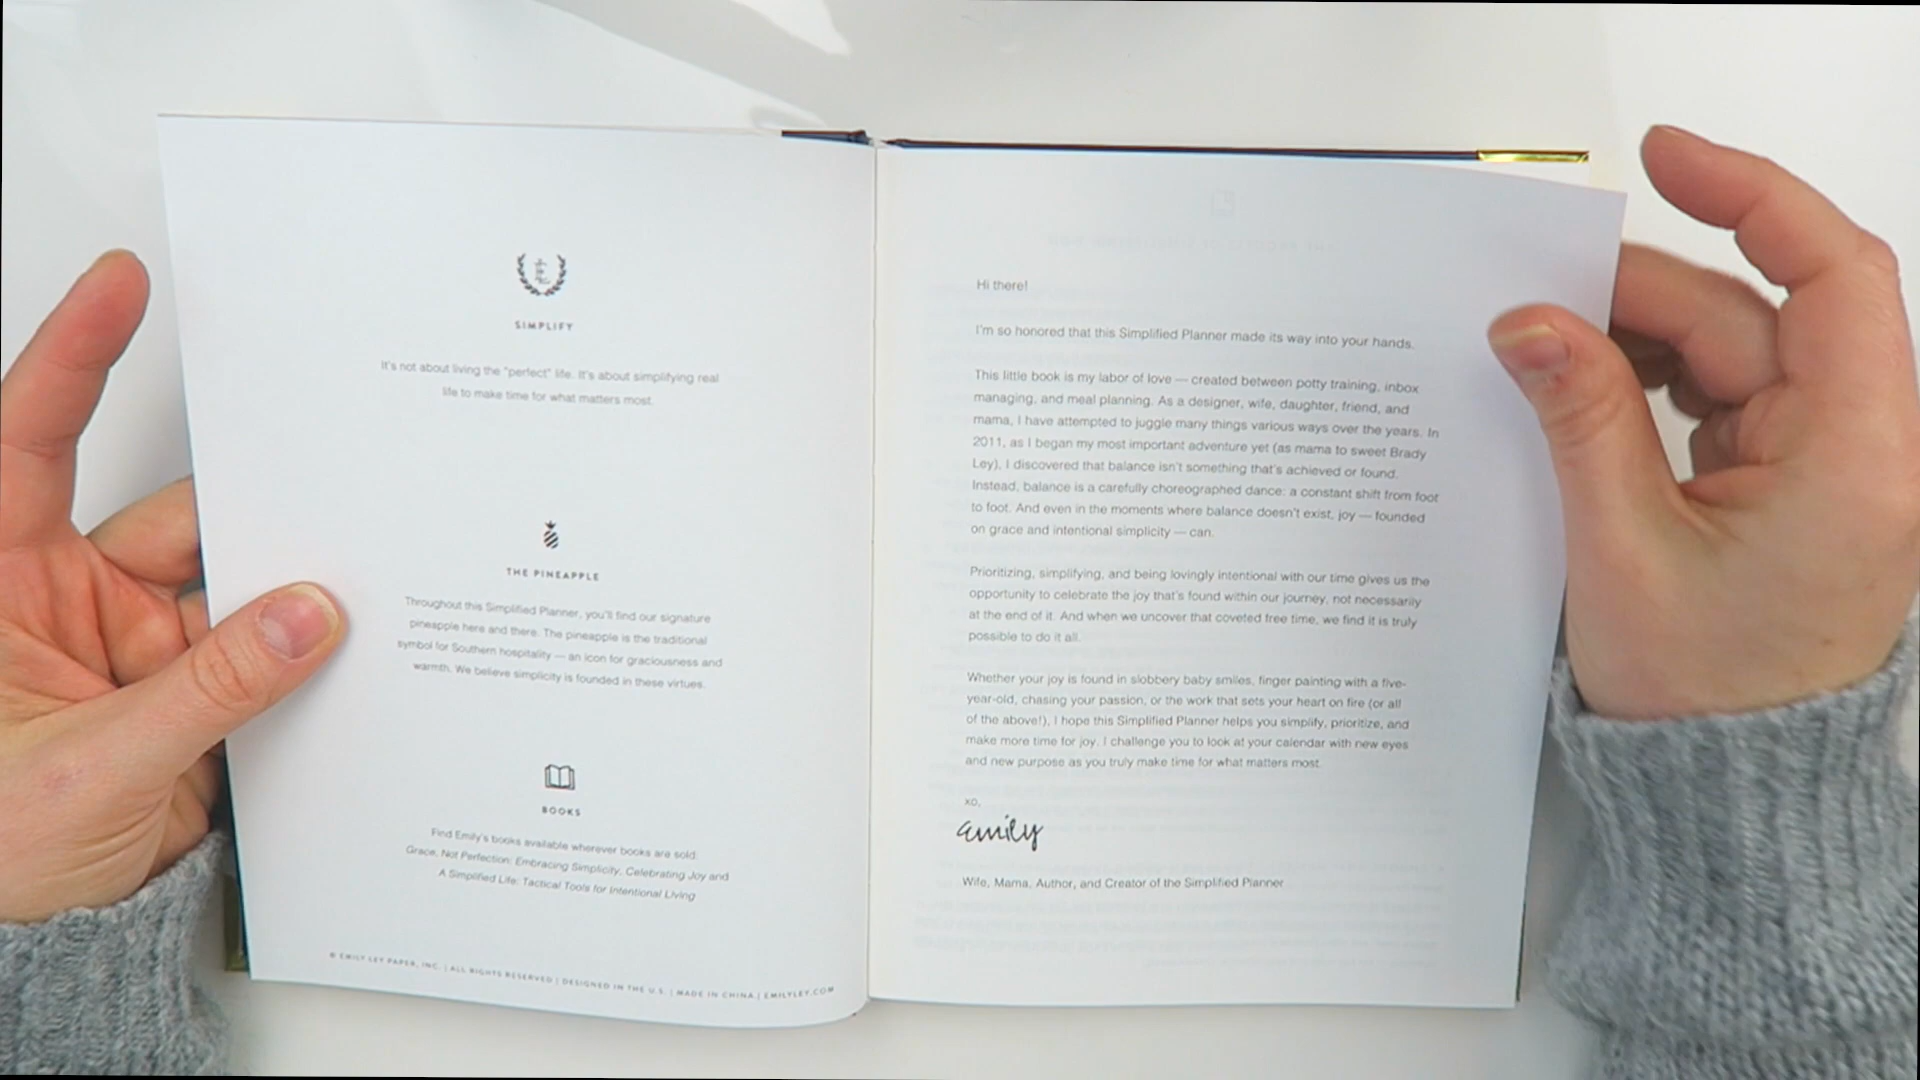 SIMPLIFY
It's not about living the "perfect" life. It's about simplifying real
life to make time for what matters most.
THE PINEAPPLE
Throughout this Simplified Planner, you'll find our signature
pineapple here and there. The pineapple is the traditional
symbol for Southern hospitality — an icon for graciousness and
warmth. We believe simplicity is founded in these virtues.
BOOKS
Find Emily's books available wherever books are sold:
Grace, Not Perfection: Embracing Simplicity, Celebrating Joy and
A Simplified Life: Tactical Tools for Intentional Living
© EMILY LEY PAPER, INC. | ALL RIGHTS RESERVED | DESIGNED IN THE U.S. | MADE IN CHINA | EMILYLEY.COM
Hi there!
I'm so honored that this Simplified Planner made its way into your hands.
This little book is my labor of love — created between potty training, inbox
managing, and meal planning. As a designer, wife, daughter, friend, and
mama, I have attempted to juggle many things various ways over the years. In
2011, as I began my most important adventure yet (as mama to sweet Brady
Ley), I discovered that balance isn't something that's achieved or found.
Instead, balance is a carefully choreographed dance: a constant shift from foot
to foot. And even in the moments where balance doesn't exist, joy — founded
on grace and intentional simplicity — can.
Prioritizing, simplifying, and being lovingly intentional with our time gives us the
opportunity to celebrate the joy that's found within our journey, not necessarily
at the end of it. And when we uncover that coveted free time, we find it is truly
possible to do it all.
Whether your joy is found in slobbery baby smiles, finger painting with a five-
year-old, chasing your passion, or the work that sets your heart on fire (or all
of the above!), I hope this Simplified Planner helps you simplify, prioritize, and
make more time for joy. I challenge you to look at your calendar with new eyes
and new purpose as you truly make time for what matters most.
xo,
emily
Wife, Mama, Author, and Creator of the Simplified Planner